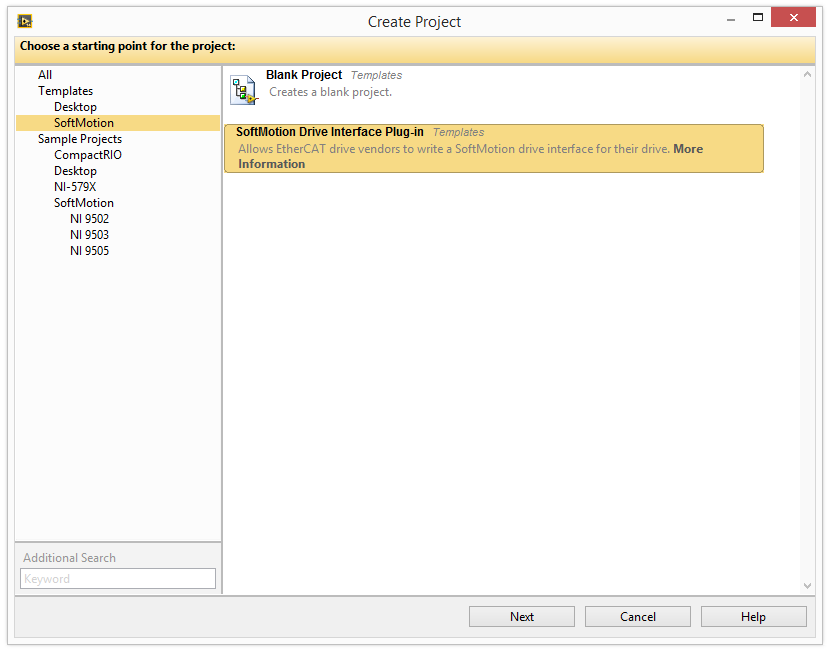 Create Project
Choose a starting point for the project:
All
Templates
Desktop
SoftMotion
Sample Projects
CompactRIO
Desktop
NI-579X
SoftMotion
NI 9502
NI 9503
NI 9505
Additional Search
Keyword
Blank Project Templates
Creates a blank project.
SoftMotion Drive Interface Plug-in Templates
Allows EtherCAT drive vendors to write a SoftMotion drive interface for their drive. More
Information
Next Cancel Help